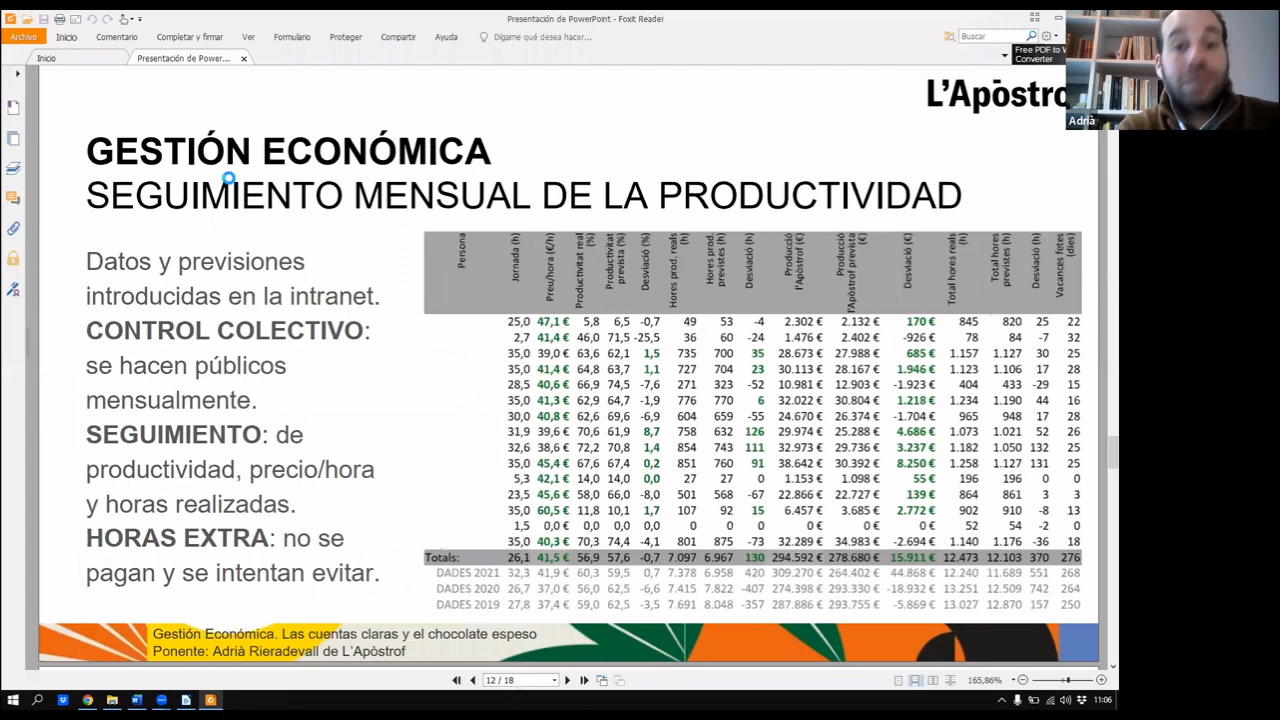 Presentación de PowerPoint - Foxit Reader
Archivo Inicio Comentario Completar y firmar Ver Formulario Proteger Compartir Ayuda Dígame qué desea hacer... Buscar
Inicio Presentación de Power...
Free PDF to W
Converter
L'Apòstro
Adrià
GESTIÓN ECONÓMICA
SEGUIMIENTO MENSUAL DE LA PRODUCTIVIDAD
Datos y previsiones
introducidas en la intranet.
CONTROL COLECTIVO:
se hacen públicos
mensualmente.
SEGUIMIENTO: de
productividad, precio/hora
y horas realizadas.
HORAS EXTRA: no se
pagan y se intentan evitar.
Persona Jornada (h) Preu/hora (€/h) Productivitat real (%) Productivitat prevista (%) Desviació (%) Hores prod. reals (h) Hores prod. previstes (h) Desviació (h) Producció l'Apòstrof (€) Producció l'Apòstrof prevista (€) Desviació (€) Total hores reals (h) Total hores previstes (h) Desviació (h) Vacances fetes (dies)
25,0 47,1 € 5,8 6,5 -0,7 49 53 -4 2.302 € 2.132 € 170 € 845 820 25 22
2,7 41,4 € 46,0 71,5 -25,5 36 60 -24 1.476 € 2.402 € -926 € 78 84 -7 32
35,0 39,0 € 63,6 62,1 1,5 735 700 35 28.673 € 27.988 € 685 € 1.157 1.127 30 25
35,0 41,4 € 64,8 63,7 1,1 727 704 23 30.113 € 28.167 € 1.946 € 1.123 1.106 17 28
28,5 40,6 € 66,9 74,5 -7,6 271 323 -52 10.981 € 12.903 € -1.923 € 404 433 -29 15
35,0 41,3 € 62,9 64,7 -1,9 776 770 6 32.022 € 30.804 € 1.218 € 1.234 1.190 44 16
30,0 40,8 € 62,6 69,6 -6,9 604 659 -55 24.670 € 26.374 € -1.704 € 965 948 17 28
31,9 39,6 € 70,6 61,9 8,7 758 632 126 29.974 € 25.288 € 4.686 € 1.073 1.021 52 26
32,6 38,6 € 72,2 70,8 1,4 854 743 111 32.973 € 29.736 € 3.237 € 1.182 1.050 132 25
35,0 45,4 € 67,6 67,4 0,2 851 760 91 38.642 € 30.392 € 8.250 € 1.258 1.127 131 25
5,3 42,1 € 14,0 14,0 0,0 27 27 0 1.153 € 1.098 € 55 € 196 196 0 0
23,5 45,6 € 58,0 66,0 -8,0 501 568 -67 22.866 € 22.727 € 139 € 864 861 3 3
35,0 60,5 € 11,8 10,1 1,7 107 92 15 6.457 € 3.685 € 2.772 € 902 910 -8 13
1,5 0,0 € 0,0 0,0 0,0 0 0 0 0 € 0 € 0 € 52 54 -2 0
35,0 40,3 € 70,3 74,4 -4,1 801 875 -73 32.289 € 34.983 € -2.694 € 1.140 1.176 -36 18
Totals: 26,1 41,5 € 56,9 57,6 -0,7 7.097 6.967 130 294.592 € 278.680 € 15.911 € 12.473 12.103 370 276
DADES 2021 32,3 41,9 € 60,3 59,5 0,7 7.378 6.958 420 309.270 € 264.402 € 44.868 € 12.240 11.689 551 268
DADES 2020 26,7 37,0 € 56,0 62,5 -6,6 7.415 7.822 -407 274.398 € 293.330 € -18.932 € 13.251 12.509 742 264
DADES 2019 27,8 37,4 € 59,0 62,5 -3,5 7.691 8.048 -357 287.886 € 293.755 € -5.869 € 13.027 12.870 157 250
Gestión Económica. Las cuentas claras y el chocolate espeso
Ponente: Adrià Rieradevall de L'Apòstrof
12 / 18 165,86%
11:06